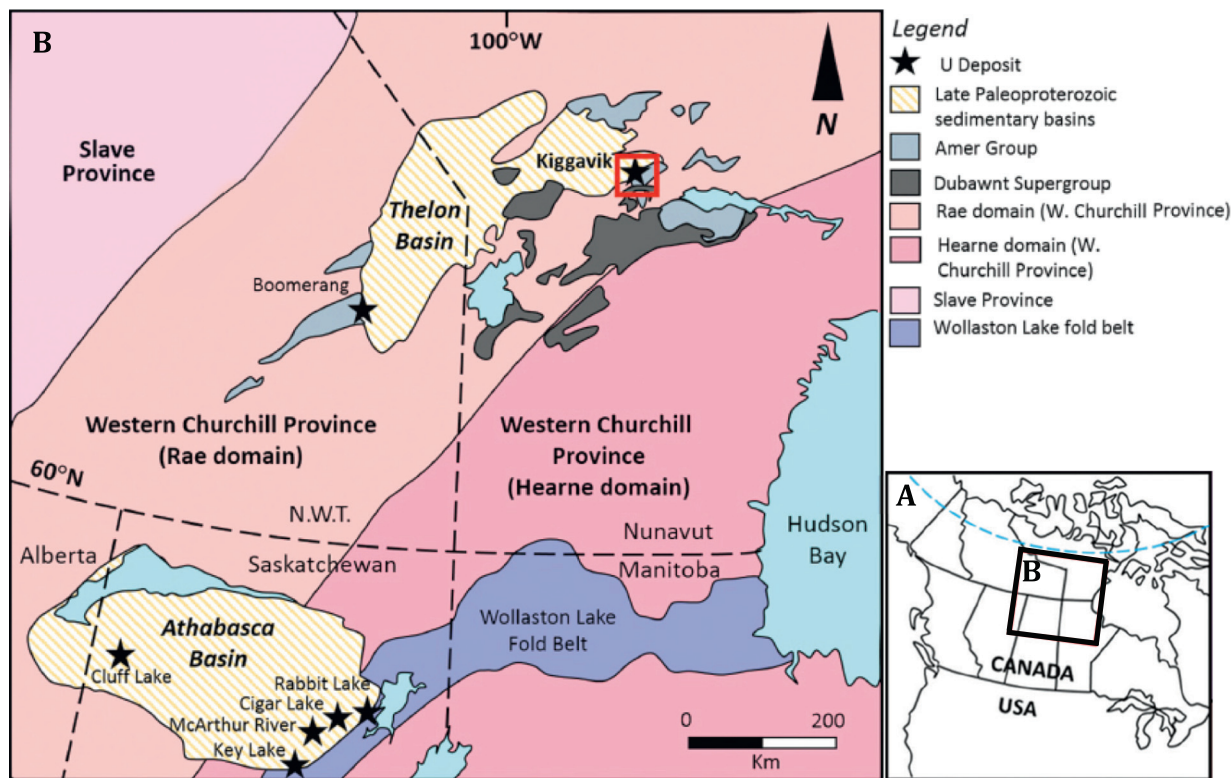 B
100°W
N
Slave
Province
Kiggavik
Thelon
Basin
Boomerang
Western Churchill Province
(Rae domain)
Western Churchill
Province
(Hearne domain)
60°N
N.W.T.
Nunavut
Hudson
Bay
Alberta
Saskatchewan
Manitoba
Athabasca
Basin
Wollaston Lake
Fold Belt
Cluff Lake
Rabbit Lake
Cigar Lake
McArthur River
Key Lake
0 200
Km
Legend
U Deposit
Late Paleoproterozoic
sedimentary basins
Amer Group
Dubawnt Supergroup
Rae domain (W. Churchill Province)
Hearne domain (W.
Churchill Province)
Slave Province
Wollaston Lake fold belt
A
B
CANADA
USA